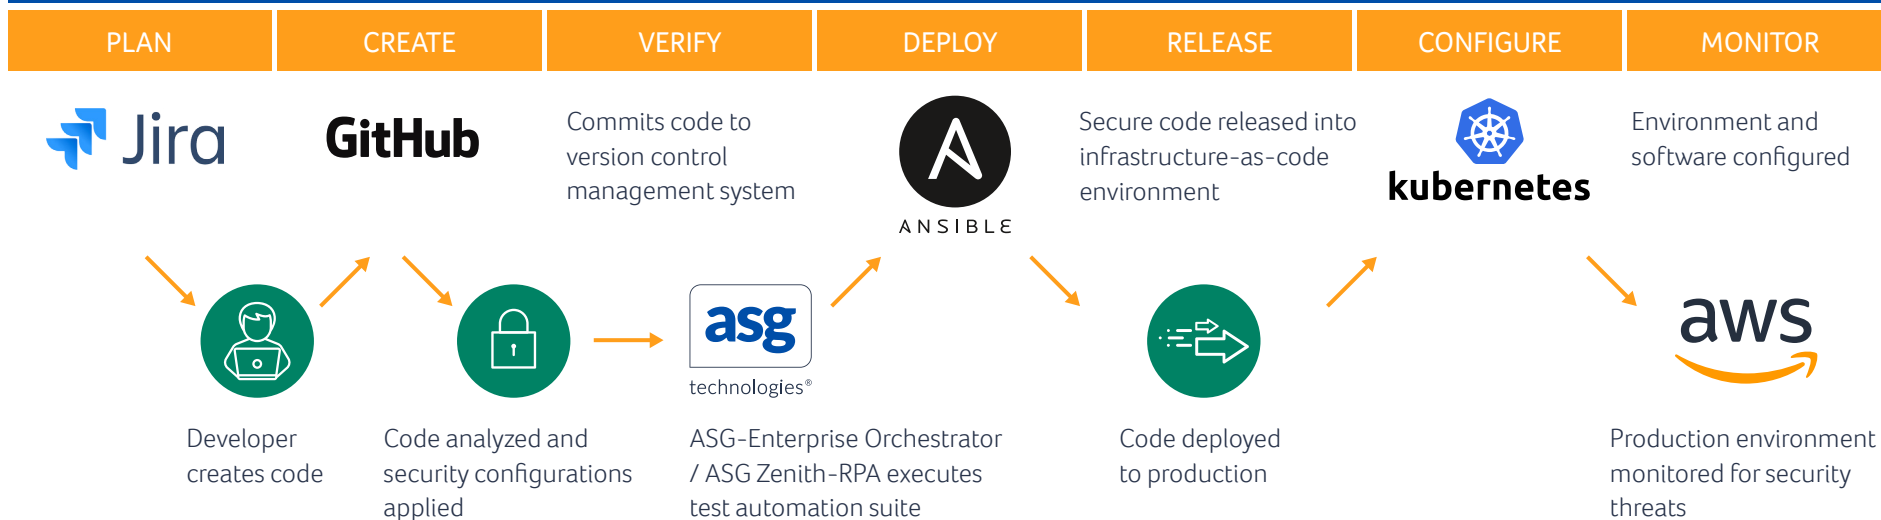 PLAN
CREATE
VERIFY
DEPLOY
RELEASE
CONFIGURE
MONITOR
Jira
GitHub
Commits code to
version control
management system
ANSIBLE
Secure code released into
infrastructure-as-code
environment
kubernetes
Environment and
software configured
asg
technologies®
aws
Developer
creates code
Code analyzed and
security configurations
applied
ASG-Enterprise Orchestrator
/ ASG Zenith-RPA executes
test automation suite
Code deployed
to production
Production environment
monitored for security
threats